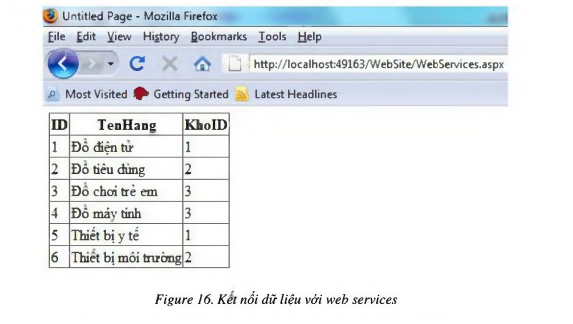 Untitled Page - Mozilla Firefox
File Edit View History Bookmarks Tools Help
http://localhost:49163/WebSite/WebServices.aspx
Most Visited Getting Started Latest Headlines
ID TenHang KhoID
1 Đồ điện tử 1
2 Đồ tiêu dùng 2
3 Đồ chơi trẻ em 3
4 Đồ máy tính 3
5 Thiết bị y tế 1
6 Thiết bị môi trường 2
Figure 16. Kết nối dữ liệu với web services